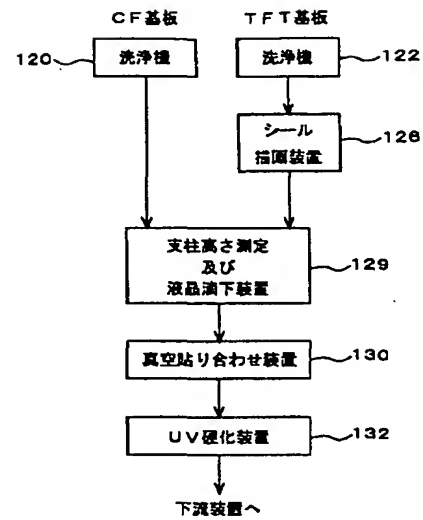 CF基板 TFT基板
120 洗浄機 洗浄機 122
シール
描画装置 126
支柱高さ測定
及び
液晶滴下装置 129
真空貼り合わせ装置 130
UV硬化装置 132
下流装置へ